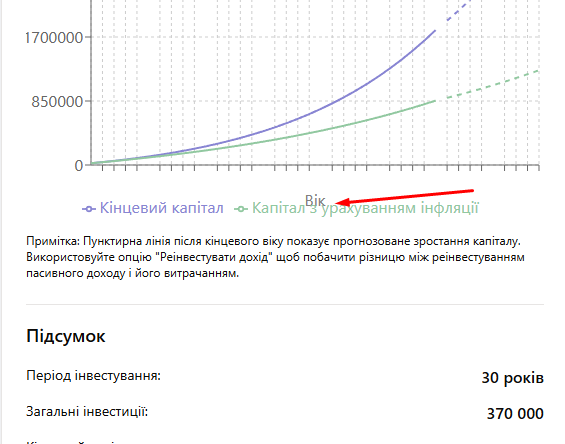 1700000
850000
0
Вік
Кінцевий капітал Капітал з урахуванням інфляції
Примітка: Пунктирна лінія після кінцевого віку показує прогнозоване зростання капіталу.
Використовуйте опцію "Реінвестувати дохід" щоб побачити різницю між реінвестуванням
пасивного доходу і його витрачанням.
Підсумок
Період інвестування: 30 років
Загальні інвестиції: 370 000